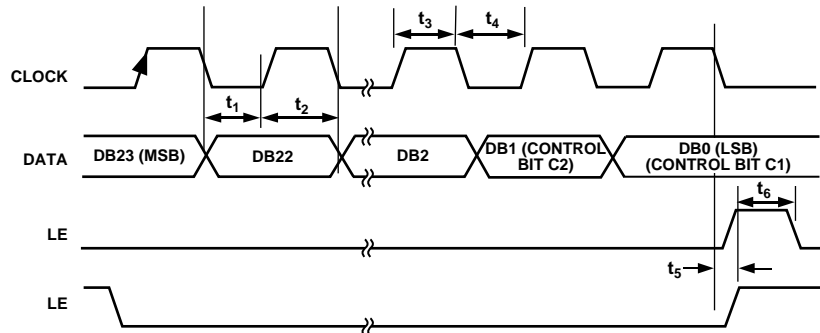 t3
t4
CLOCK
t1
t2
DATA
DB23 (MSB)
DB22
DB2
DB1 (CONTROL
BIT C2)
DB0 (LSB)
(CONTROL BIT C1)
t6
LE
t5
LE